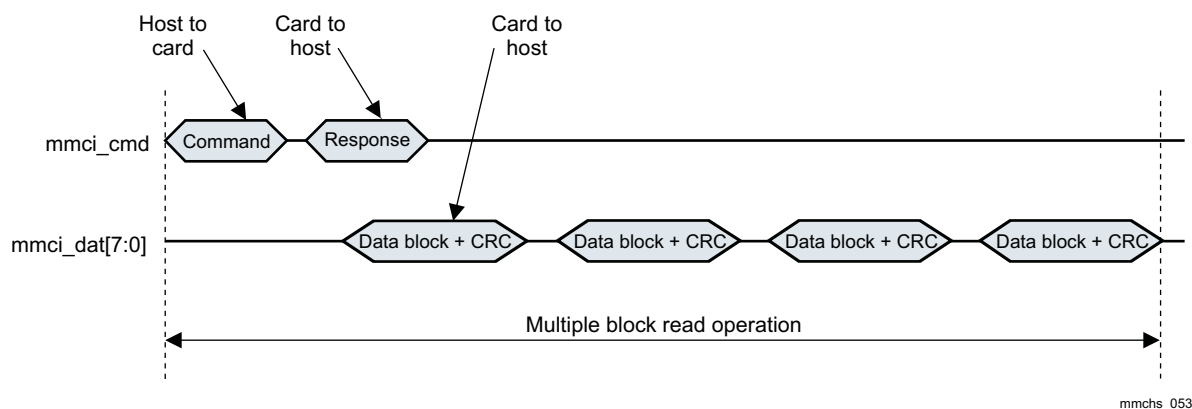 Host to
card
Card to
host
Card to
host
mmci_cmd
Command
Response
mmci_dat[7:0]
Data block + CRC
Data block + CRC
Data block + CRC
Data block + CRC
Multiple block read operation
mmchs_053